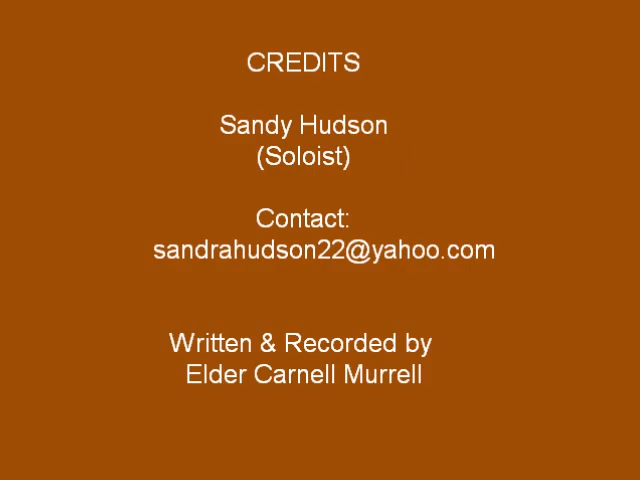 CREDITS
Sandy Hudson
(Soloist)
Contact:
sandrahudson22@yahoo.com
Written & Recorded by
Elder Carnell Murrell